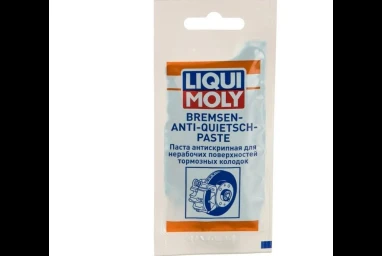 LIQUI
MOLY
BREMSEN-
-ANTI-QUIETSCH-
PASTE
Паста антискрипная для
нерабочих поверхностей
тормозных колодок